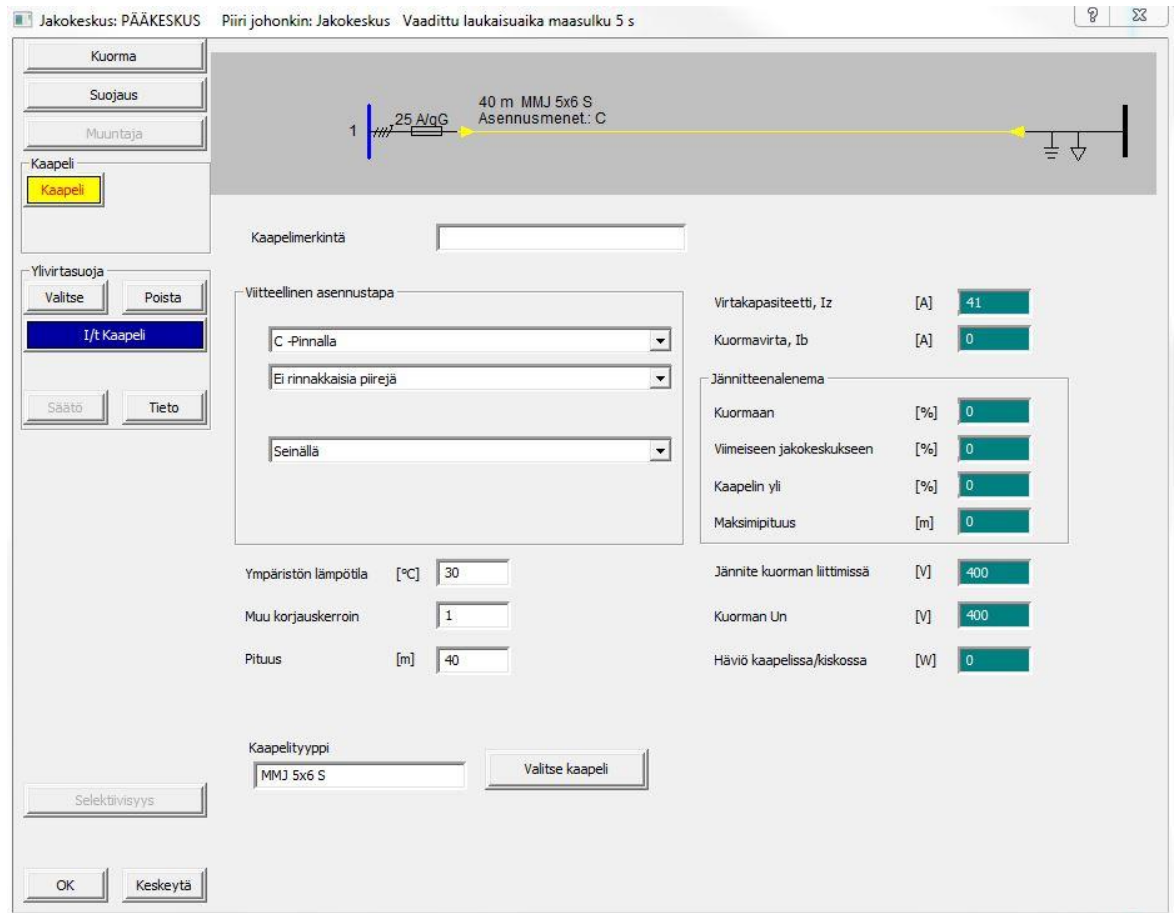 Jakokeskus: PÄÄKESKUS Piiri johonkin: Jakokeskus Vaadittu laukaisuaika maasulku 5 s
?
Kuorma
Suojaus
Muuntaja
Kaapeli
Kaapeli
1
25 A/gG
40 m MMJ 5x6 S
Asennusmenet.: C
Kaapelimerkintä
Ylivirtasuoja
Valitse Poista
I/t Kaapeli
Säätö Tieto
Viitteellinen asennustapa
C -Pinnalla
Ei rinnakkaisia piirejä
Seinällä
Virtakapasiteetti, Iz [A] 41
Kuormavirta, Ib [A] 0
Jännitteenalenema
Kuormaan [%] 0
Viimeiseen jakokeskukseen [%] 0
Kaapelin yli [%] 0
Maksimipituus [m] 0
Ympäristön lämpötila [°C] 30
Muu korjauskerroin 1
Pituus [m] 40
Jännite kuorman liittimissä [V] 400
Kuorman Un [V] 400
Häviö kaapelissa/kiskossa [W] 0
Kaapelityyppi
MMJ 5x6 S
Valitse kaapeli
Selektiivisyys
OK Keskeytä